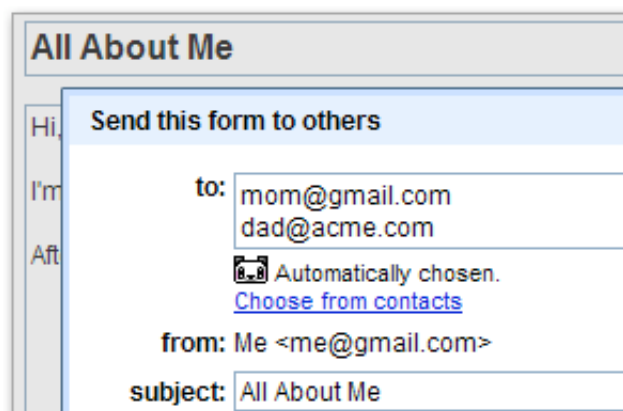 All About Me
Hi,
Send this form to others
I'm
to: mom@gmail.com
dad@acme.com
Aft
Automatically chosen.
Choose from contacts
from: Me <me@gmail.com>
subject: All About Me